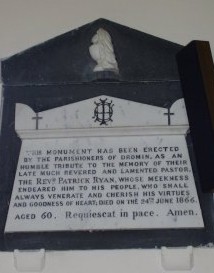 THIS MONUMENT HAS BEEN ERECTED
BY THE PARISHIONERS OF DROMIN, AS AN
HUMBLE TRIBUTE TO THE MEMORY OF THEIR
LATE MUCH REVERED AND LAMENTED PASTOR,
THE REVD PATRICK RYAN, WHOSE MEEKNESS
ENDEARED HIM TO HIS PEOPLE, WHO SHALL
ALWAYS VENERATE AND CHERISH HIS VIRTUES
AND GOODNESS OF HEART, DIED ON THE 24TH JUNE 1866
AGED 60. Requiescat in pace. Amen.